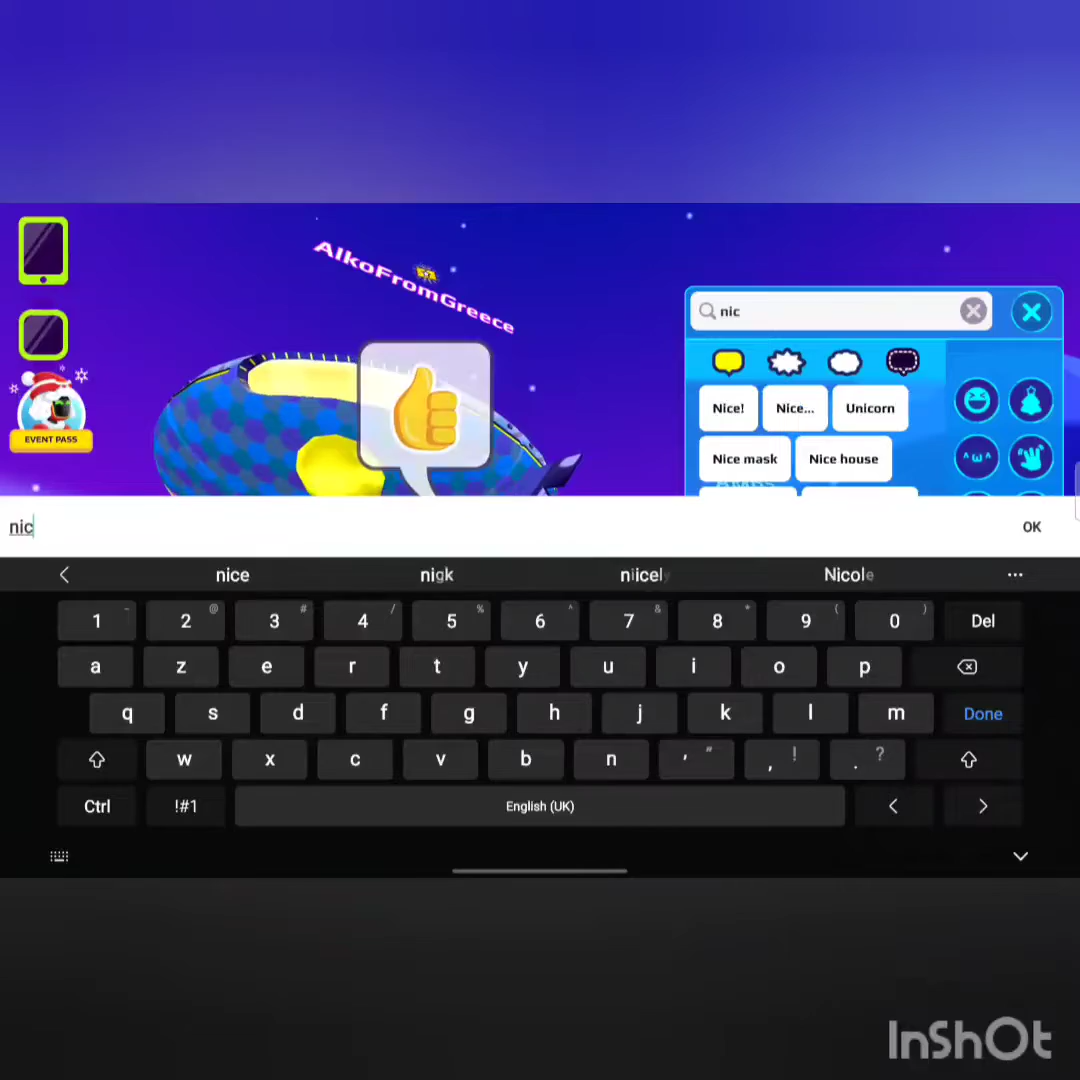 AlkoFromGreece
nic
EVENT PASS
Nice!
Nice...
Unicorn
Nice mask
Nice house
^ω^
nic
OK
nice
nigk
niicely
Nicole
...
1 -
2 @
3 #
4 /
5 %
6 ^
7 &
8 *
9 (
0 )
Del
a z e r t y u i o p
q s d f g h j k l m
Done
w x c v b n ' " , ! . ?
Ctrl
!#1
English (UK)
< >
InShOt